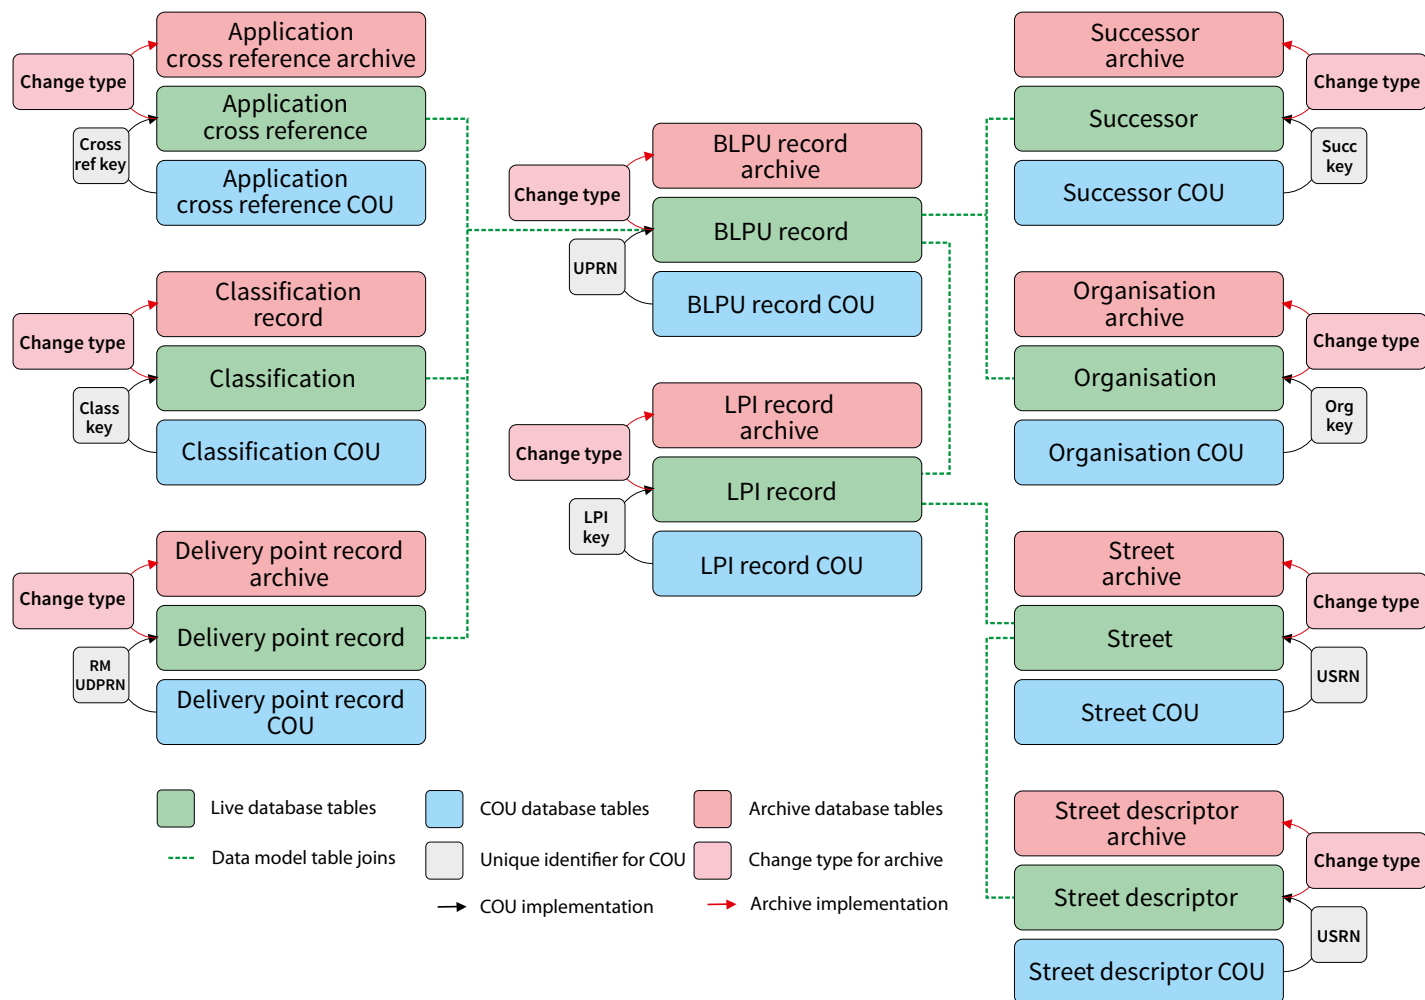 Application
cross reference archive
Change type
Application
cross reference
Cross
ref key
Application
cross reference COU
Classification
record
Change type
Classification
Class
key
Classification COU
Delivery point record
archive
Change type
Delivery point record
RM
UDPRN
Delivery point record
COU
BLPU record
archive
Change type
BLPU record
UPRN
BLPU record COU
LPI record
archive
Change type
LPI record
LPI
key
LPI record COU
Successor
archive
Change type
Successor
Succ
key
Successor COU
Organisation
archive
Change type
Organisation
Org
key
Organisation COU
Street
archive
Change type
Street
USRN
Street COU
Street descriptor
archive
Change type
Street descriptor
USRN
Street descriptor COU
Live database tables
COU database tables
Archive database tables
Data model table joins
Unique identifier for COU
Change type for archive
COU implementation
Archive implementation